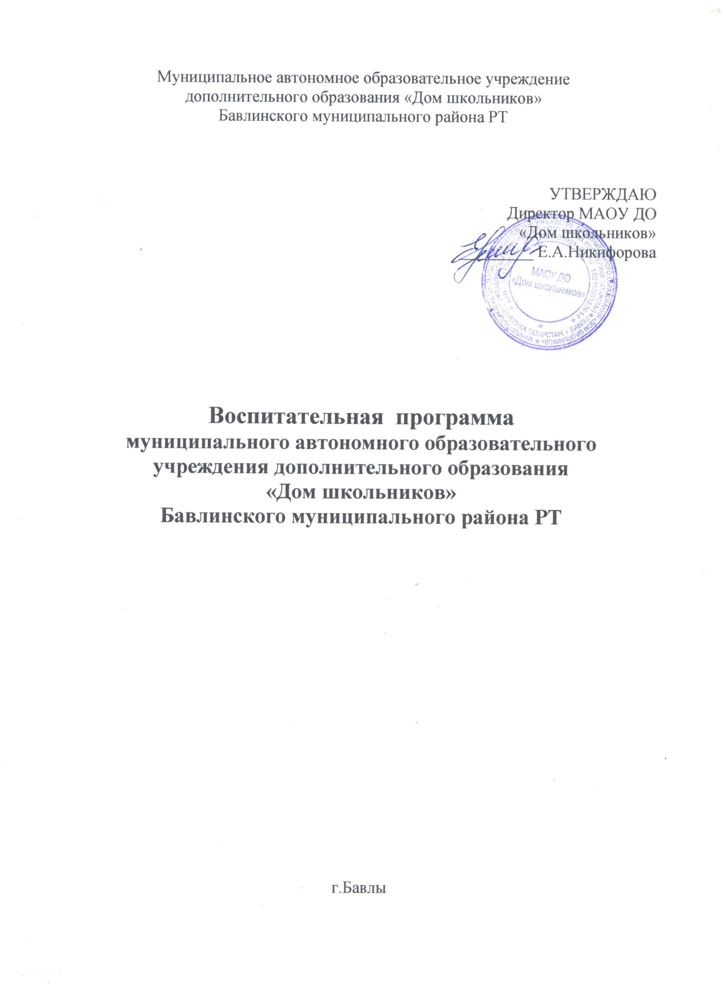 Муниципальное автономное образовательное учреждение
дополнительного образования «Дом школьников»
Бавлинского муниципального района РТ
УТВЕРЖДАЮ
Директор МАОУ ДО
«Дом школьников»
Е.А.Никифорова
МАОУ ДО
«Дом школьников»
РЕСПУБЛИКА ТАТАРСТАН, г. БАВЛЫ
Воспитательная программа
муниципального автономного образовательного
учреждения дополнительного образования
«Дом школьников»
Бавлинского муниципального района РТ
г.Бавлы